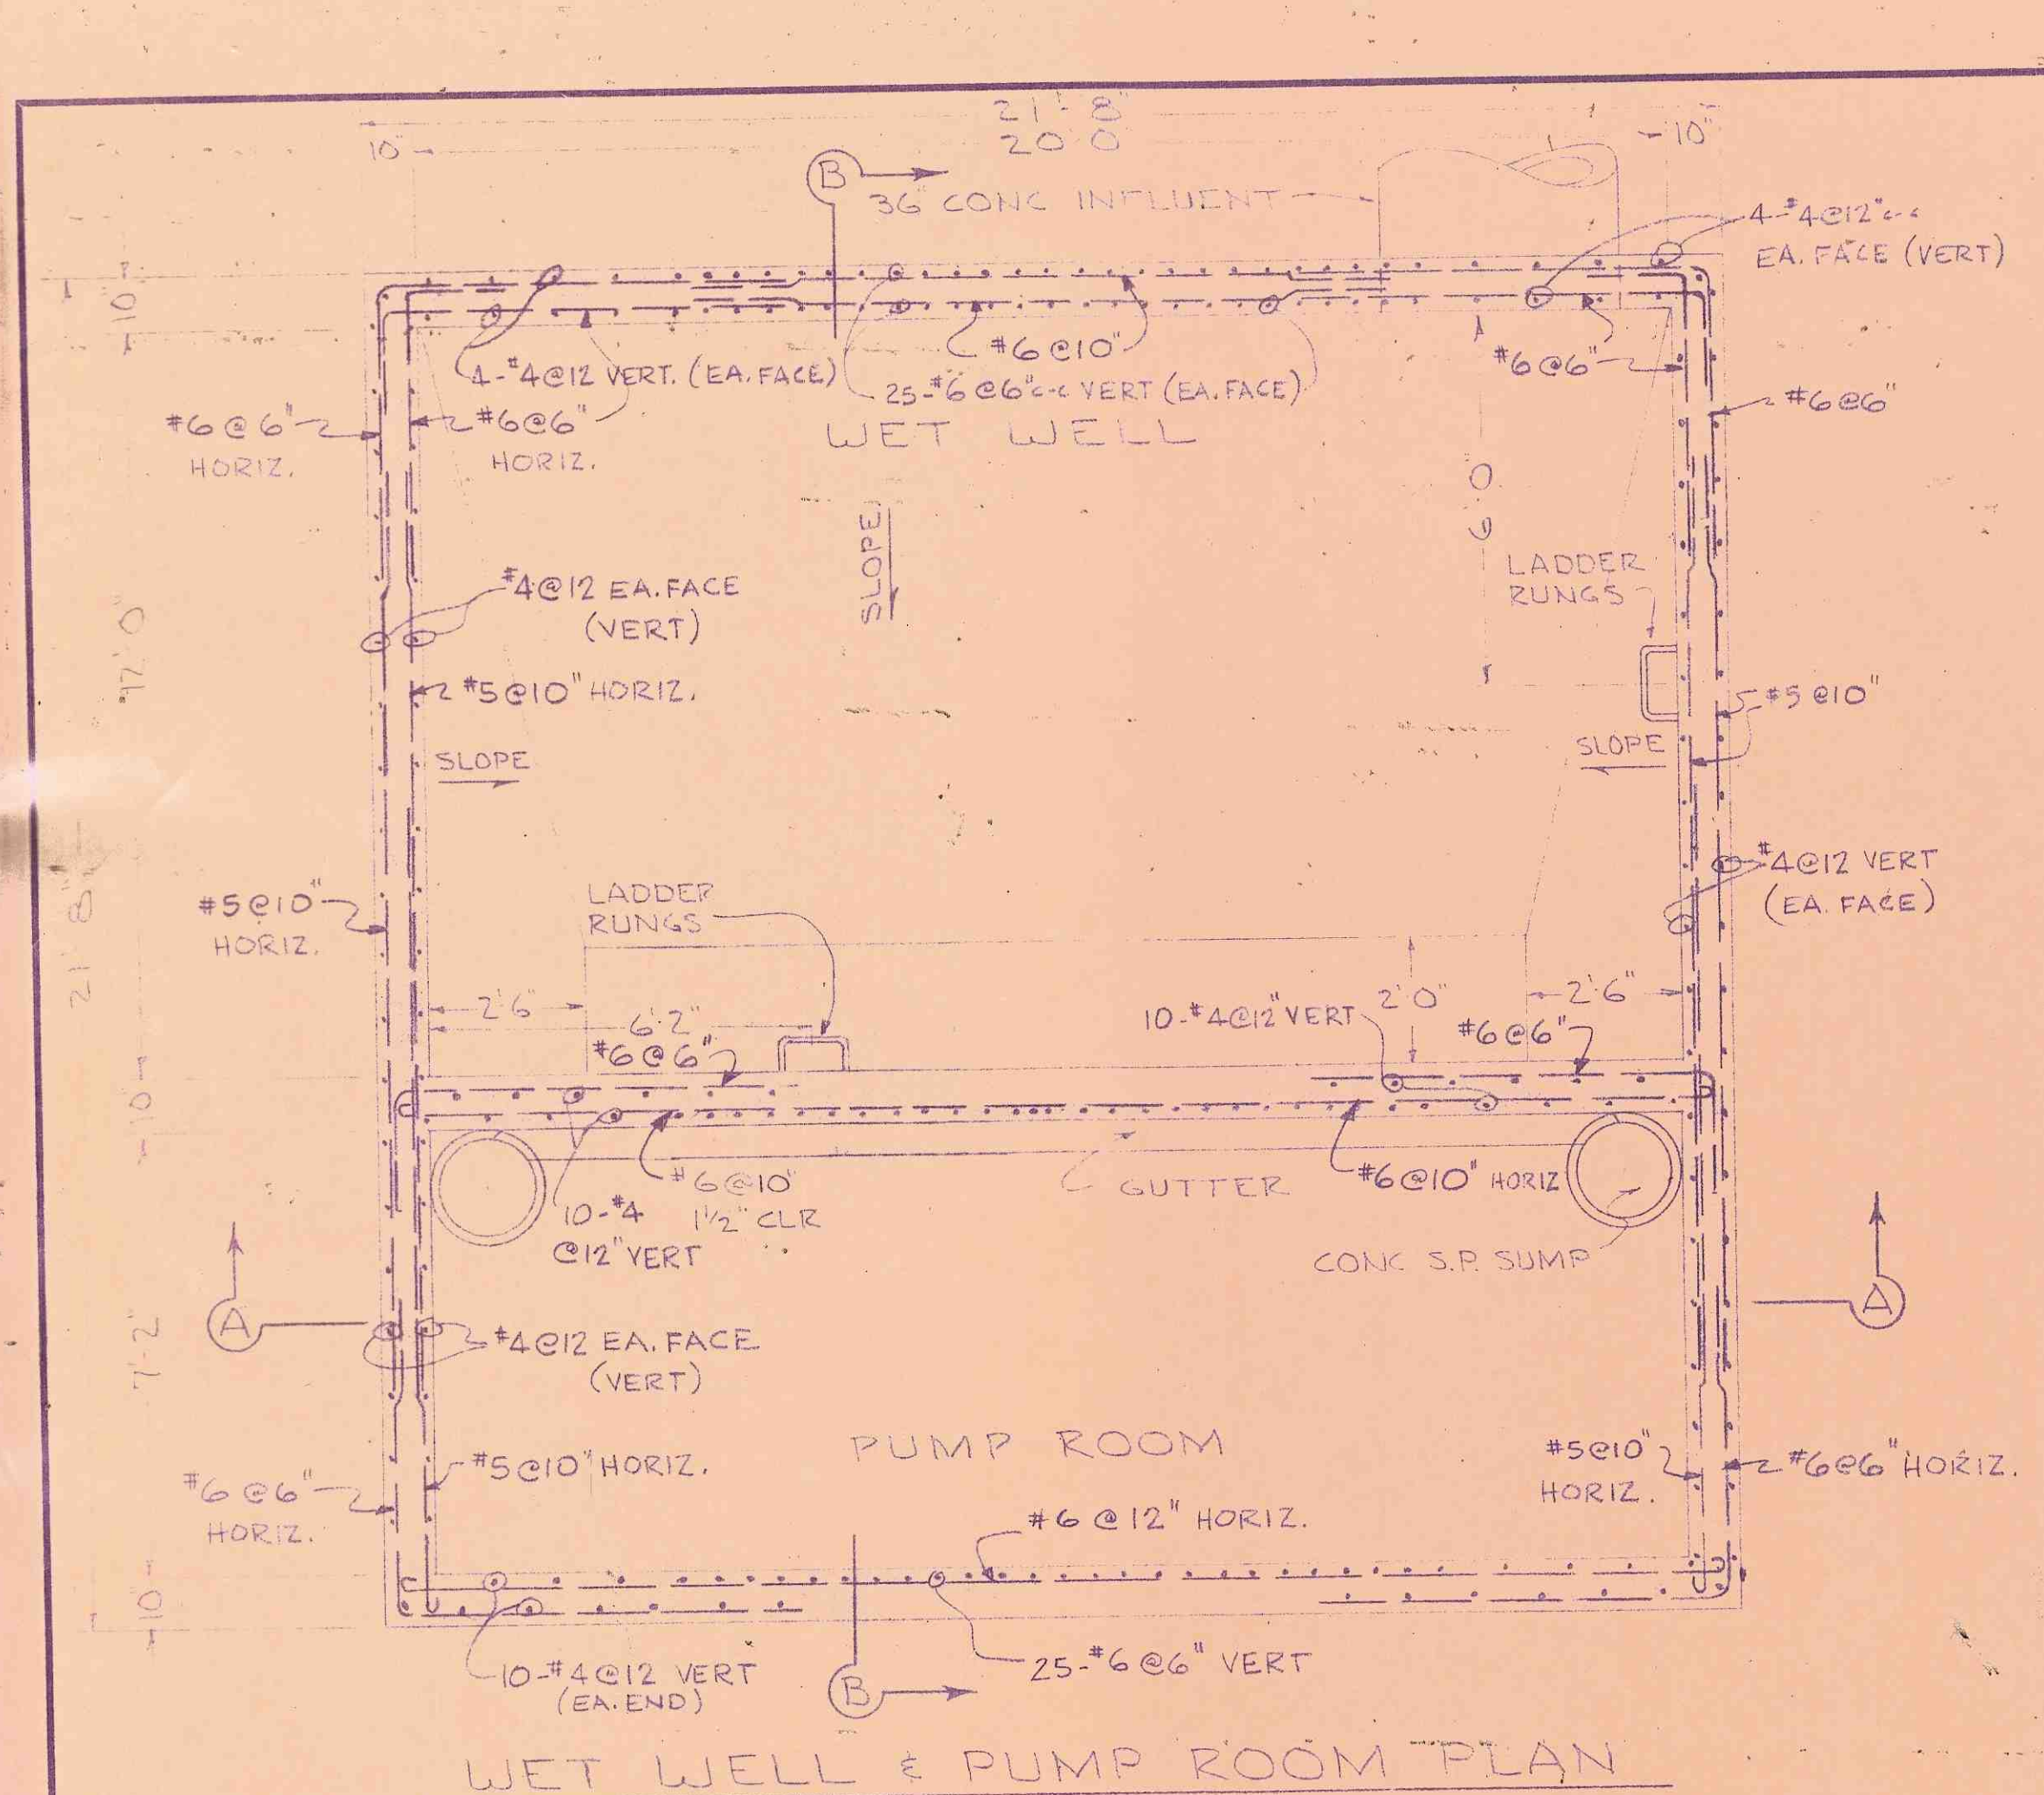 21'-8"
20'0
10
-10"
B
36" CONC INFLUENT
4-#4@12" c-c
EA. FACE (VERT)
10"
4-#4@12 VERT. (EA. FACE)
#6@10"
25-#6@6" c-c VERT (EA. FACE)
#6@6"
#6@6"
#6@6"
HORIZ.
#6@6"
HORIZ.
WET WELL
6'0"
SLOPE
LADDER
RUNGS
#4@12 EA. FACE
(VERT)
#5@10" HORIZ.
#5@10"
SLOPE
SLOPE
#4@12 VERT
(EA. FACE)
#5@10"
HORIZ.
21'8"
LADDER
RUNGS
2'6"
6'2"
#6@6"
10-#4@12" VERT
2'0"
2'6"
#6@6"
10
#6@10"
1 1/2" CLR
10-#4
@12" VERT
GUTTER
#6@10" HORIZ
CONC S.P. SUMP
A
A
7'-2"
#4@12 EA. FACE
(VERT)
PUMP ROOM
#5@10" HORIZ.
#6@6"
HORIZ.
#5@10"
HORIZ.
#6@6" HORIZ.
#6@12" HORIZ.
10
10-#4@12 VERT
(EA. END)
B
25-#6@6" VERT
WET WELL & PUMP ROOM PLAN